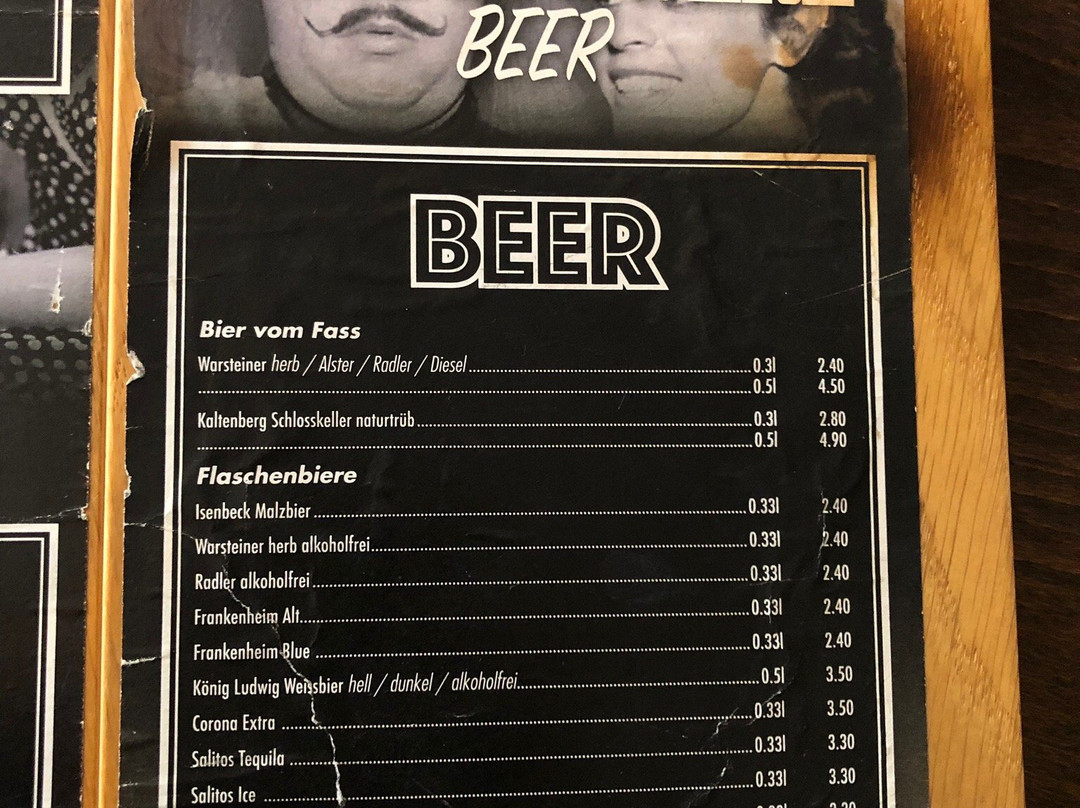 BEER
BEER
Bier vom Fass
Warsteiner herb / Alster / Radler / Diesel 0.3l 2.40
0.5l 4.50
Kaltenberg Schlosskeller naturtrüb 0.3l 2.80
0.5l 4.90
Flaschenbiere
Isenbeck Malzbier 0.33l 2.40
Warsteiner herb alkoholfrei 0.33l 2.40
Radler alkoholfrei 0.33l 2.40
Frankenheim Alt 0.33l 2.40
Frankenheim Blue 0.33l 2.40
König Ludwig Weissbier hell / dunkel / alkoholfrei 0.5l 3.50
Corona Extra 0.33l 3.50
Salitos Tequila 0.33l 3.30
Salitos Ice 0.33l 3.30